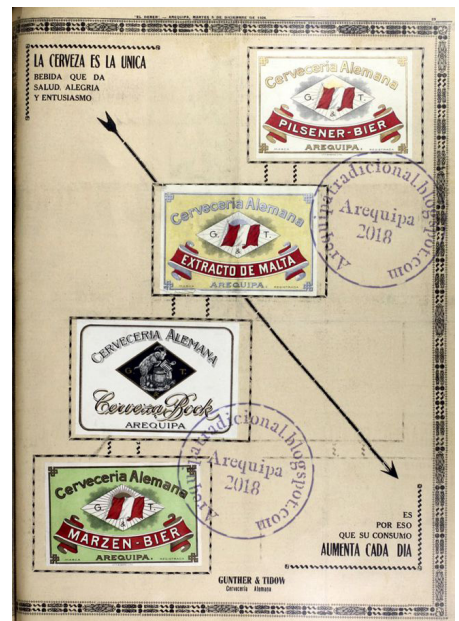 "EL DEBER" — AREQUIPA, MARTES 9 DE DICIEMBRE DE
LA CERVEZA ES LA UNICA
BEBIDA QUE DA
SALUD, ALEGRIA
Y ENTUSIASMO
Cerveceria Alemana
G. & T.
PILSENER-BIER
AREQUIPA.
Cerveceria Alemana
G. & T.
EXTRACTO DE MALTA
AREQUIPA.
REGISTRADA
CERVECERIA ALEMANA
G. T.
Cerveza Bock
AREQUIPA
Cerveceria Alemana
G. & T.
MARZEN-BIER
AREQUIPA.
REGISTRADA
Arequipatradicional.blogspot.com
Arequipa
2018
Arequipatradicional.blogspot.com
Arequipa
2018
ES
POR ESO
QUE SU CONSUMO
AUMENTA CADA DIA
GUNTHER & TIDOW
Cervecería Alemana